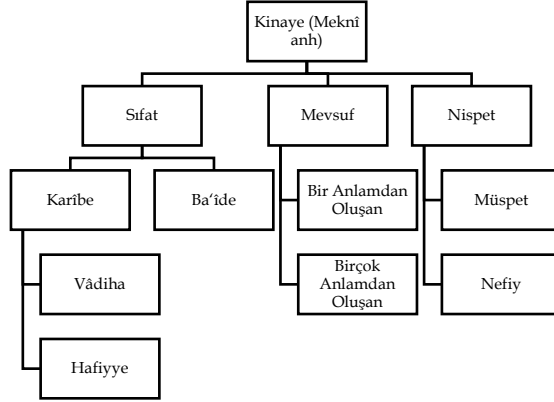 Kinaye (Meknî
anh)
Sıfat
Mevsuf
Nispet
Karîbe
Ba‘îde
Bir Anlamdan
Oluşan
Müspet
Vâdiha
Birçok
Anlamdan
Oluşan
Nefiy
Hafiyye